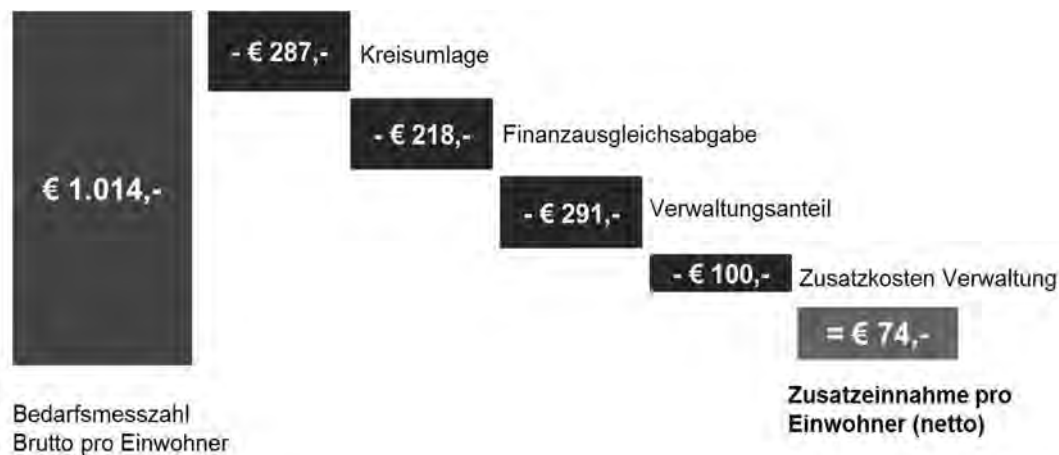 - € 287,- Kreisumlage
- € 218,- Finanzausgleichsabgabe
€ 1.014,-
- € 291,- Verwaltungsanteil
- € 100,- Zusatzkosten Verwaltung
= € 74,-
Zusatzeinnahme pro
Einwohner (netto)
Bedarfsmesszahl
Brutto pro Einwohner